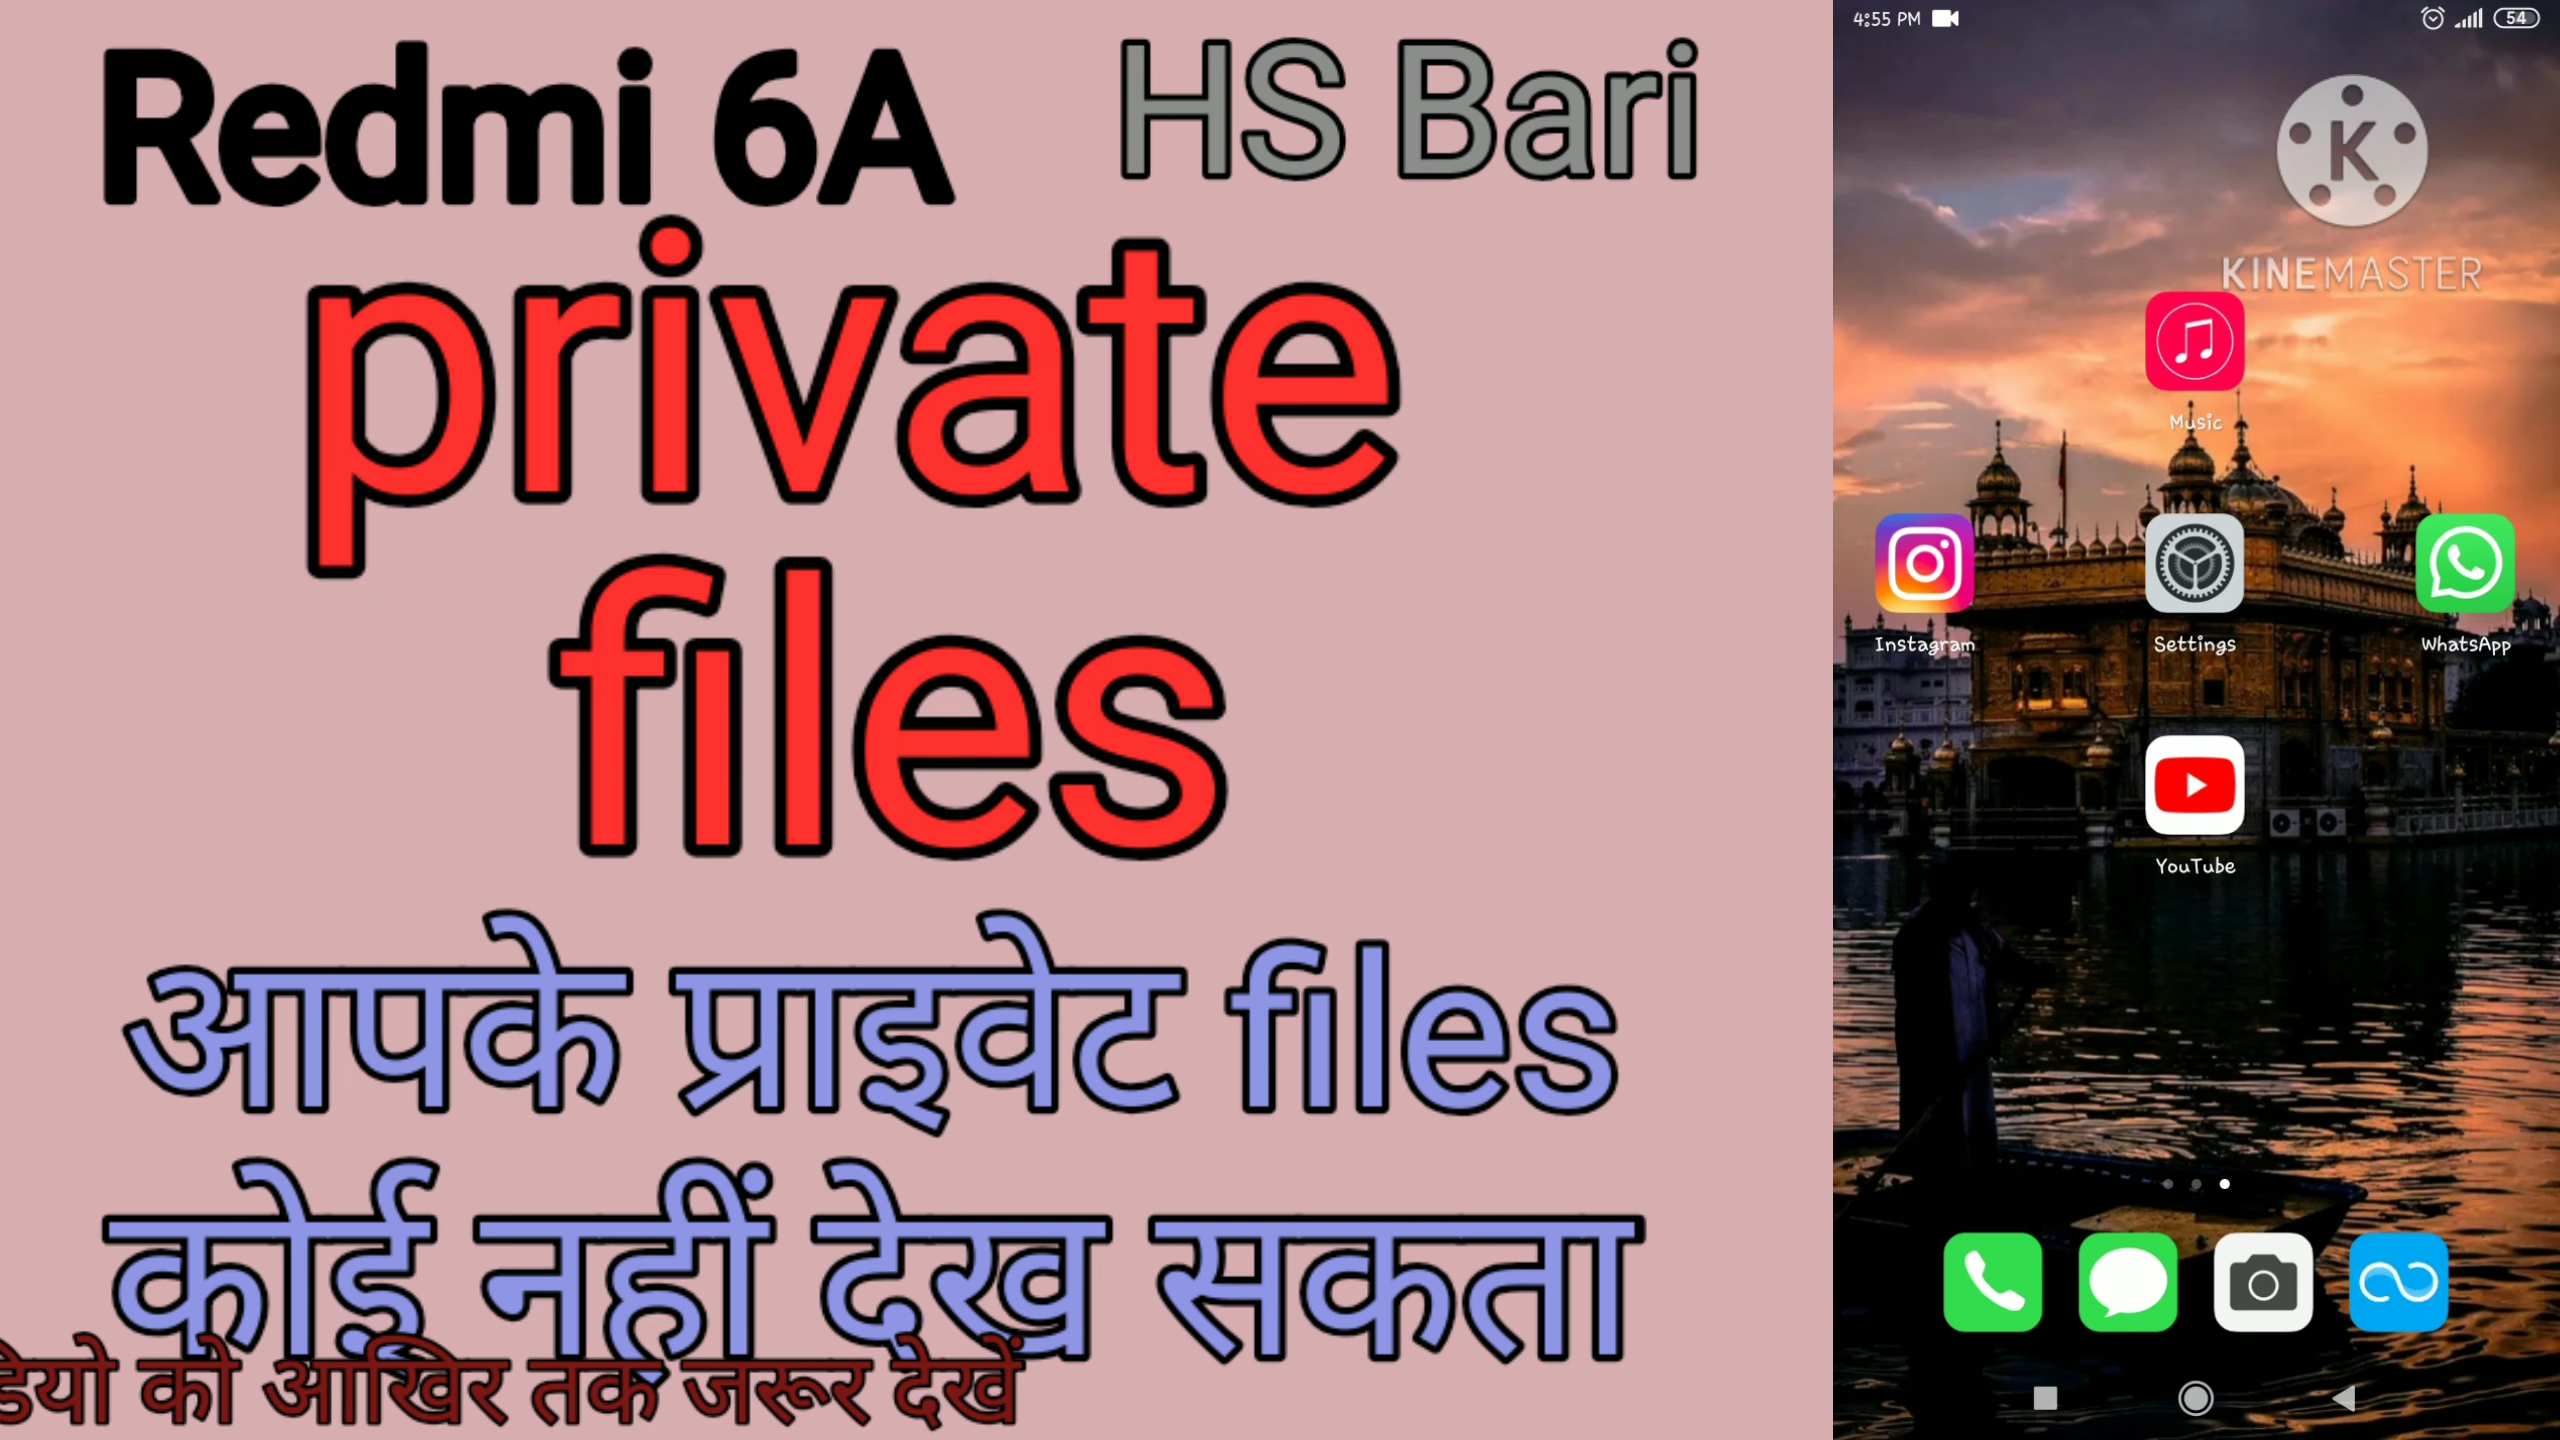 Redmi 6A HS Bari
private
files
आपके प्राइवेट files
कोई नहीं देख सकता
डियो को आखिर तक जरूर देखें
4:55 PM
54
K
KINEMASTER
Music
Instagram Settings WhatsApp
YouTube